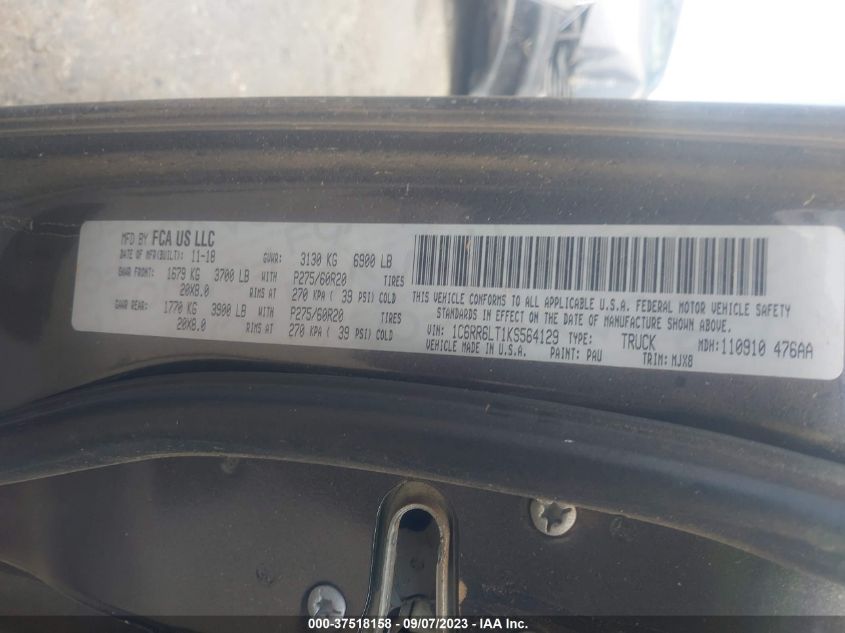 MFD BY FCA US LLC
DATE OF MFR(BUILT): 11-18 GVWR: 3130 KG 6900 LB
GAWR FRONT: 1679 KG 3700 LB WITH P275/60R20 TIRES
20X8.0 RIMS AT 270 KPA ( 39 PSI) COLD
GAWR REAR: 1770 KG 3900 LB WITH P275/60R20 TIRES
20X8.0 RIMS AT 270 KPA ( 39 PSI) COLD
THIS VEHICLE CONFORMS TO ALL APPLICABLE U.S.A. FEDERAL MOTOR VEHICLE SAFETY
STANDARDS IN EFFECT ON THE DATE OF MANUFACTURE SHOWN ABOVE.
VIN: 1C6RR6LT1KS564129 TYPE: TRUCK MDH: 110910 476AA
VEHICLE MADE IN U.S.A. PAINT: PAU TRIM: MJX8
000-37518158 - 09/07/2023 - IAA Inc.